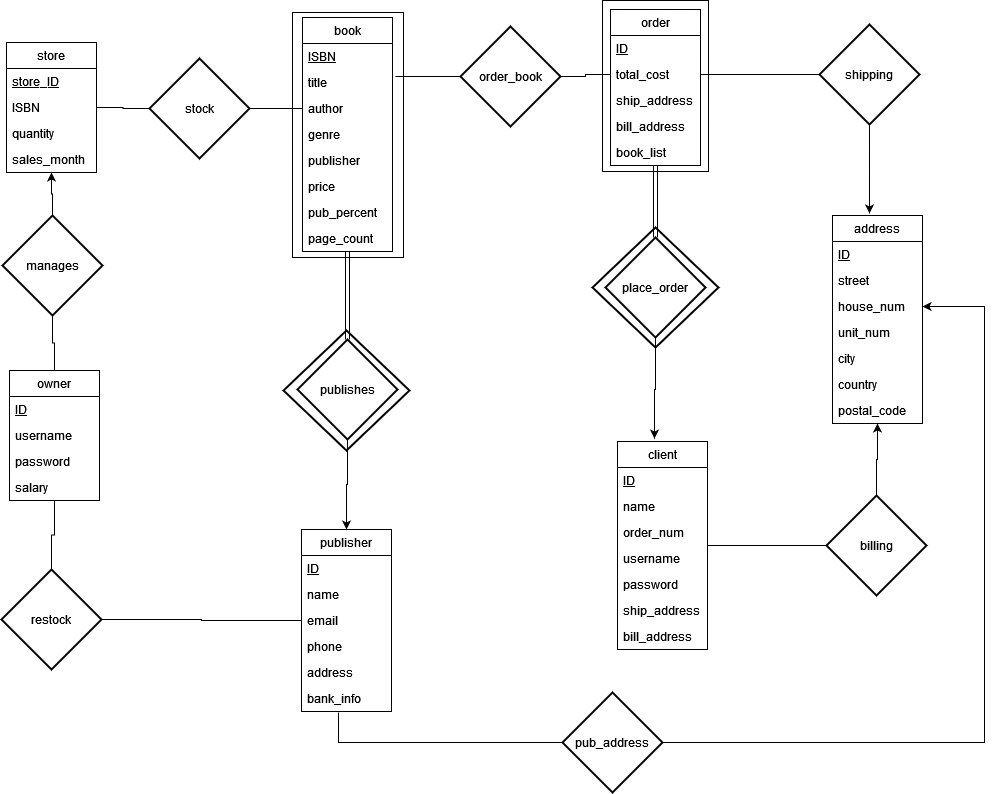 store
store_ID
ISBN
quantity
sales_month
stock
book
ISBN
title
author
genre
publisher
price
pub_percent
page_count
order_book
order
ID
total_cost
ship_address
bill_address
book_list
shipping
manages
place_order
address
ID
street
house_num
unit_num
city
country
postal_code
owner
ID
username
password
salary
publishes
client
ID
name
order_num
username
password
ship_address
bill_address
billing
restock
publisher
ID
name
email
phone
address
bank_info
pub_address